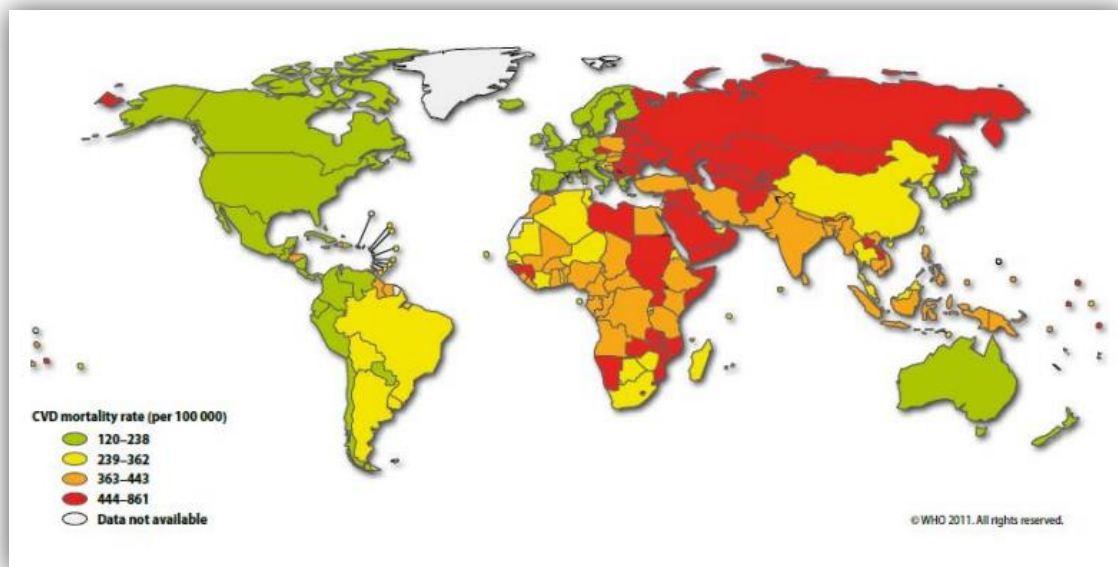 CVD mortality rate (per 100 000)
120–238
239–362
363–443
444–861
Data not available
© WHO 2011. All rights reserved.